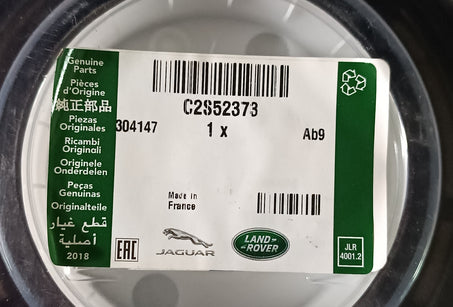 Genuine
Parts
Pièces
d'Origine
純正部品
Piezas
Originales
Ricambi
Originali
Originele
Onderdelen
Peças
Genuinas
Originalteile
قطع غيار
أصلية
2018
C2S52373
304147
1 x
Ab9
Made in
France
EAC
JAGUAR
LAND-
ROVER
JLR
4001.2